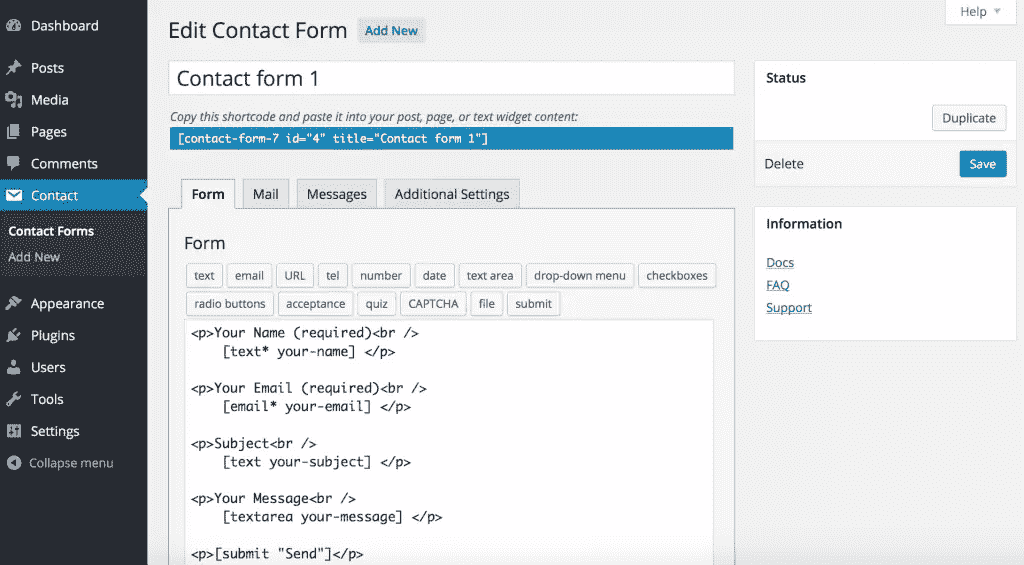 Dashboard
Posts
Media
Pages
Comments
Contact
Contact Forms
Add New
Appearance
Plugins
Users
Tools
Settings
Collapse menu
Help
Edit Contact Form Add New
Contact form 1
Copy this shortcode and paste it into your post, page, or text widget content:
[contact-form-7 id="4" title="Contact form 1"]
Form Mail Messages Additional Settings
Form
text email URL tel number date text area drop-down menu checkboxes
radio buttons acceptance quiz CAPTCHA file submit
<p>Your Name (required)<br />
[text* your-name] </p>
<p>Your Email (required)<br />
[email* your-email] </p>
<p>Subject<br />
[text your-subject] </p>
<p>Your Message<br />
[textarea your-message] </p>
<p>[submit "Send"]</p>
Status
Duplicate
Delete Save
Information
Docs
FAQ
Support